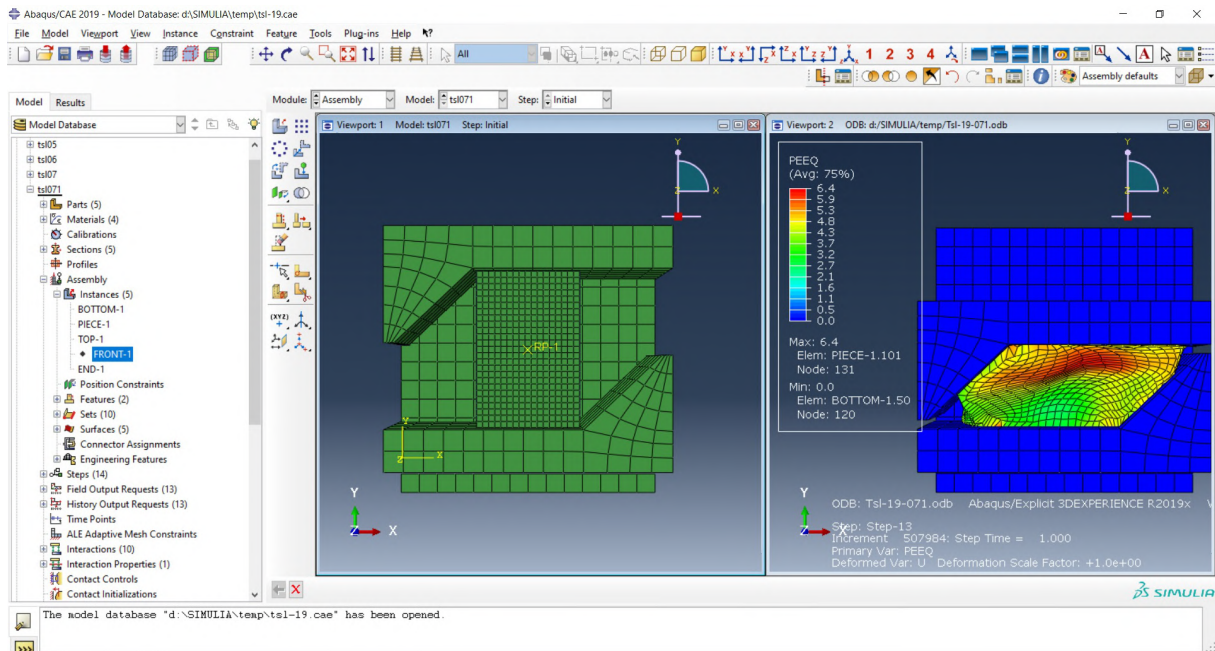 Abaqus/CAE 2019 - Model Database: d:\SIMULIA\temp\tsl-19.cae
File Model Viewport View Instance Constraint Feature Tools Plug-ins Help
All
1 2 3 4
Assembly defaults
Model Results
Module: Assembly Model: tsl071 Step: Initial
Model Database
tsl05
tsl06
tsl07
tsl071
Parts (5)
Materials (4)
Calibrations
Sections (5)
Profiles
Assembly
Instances (5)
BOTTOM-1
PIECE-1
TOP-1
FRONT-1
END-1
Position Constraints
Features (2)
Sets (10)
Surfaces (5)
Connector Assignments
Engineering Features
Steps (14)
Field Output Requests (13)
History Output Requests (13)
Time Points
ALE Adaptive Mesh Constraints
Interactions (10)
Interaction Properties (1)
Contact Controls
Contact Initializations
(XYZ)
Viewport: 1 Model: tsl071 Step: Initial
Y
Z X
RP-1
Y
Z X
Y
Z X
Viewport: 2 ODB: d:/SIMULIA/temp/Tsl-19-071.odb
PEEQ
(Avg: 75%)
6.4
5.9
5.3
4.8
4.3
3.7
3.2
2.7
2.1
1.6
1.1
0.5
0.0
Max: 6.4
Elem: PIECE-1.101
Node: 131
Min: 0.0
Elem: BOTTOM-1.50
Node: 120
Y
Z X
Y
Z X
ODB: Tsl-19-071.odb Abaqus/Explicit 3DEXPERIENCE R2019x
Step: Step-13
Increment 507984: Step Time = 1.000
Primary Var: PEEQ
Deformed Var: U Deformation Scale Factor: +1.0e+00
SIMULIA
The model database "d:\SIMULIA\temp\tsl-19.cae" has been opened.
>>>